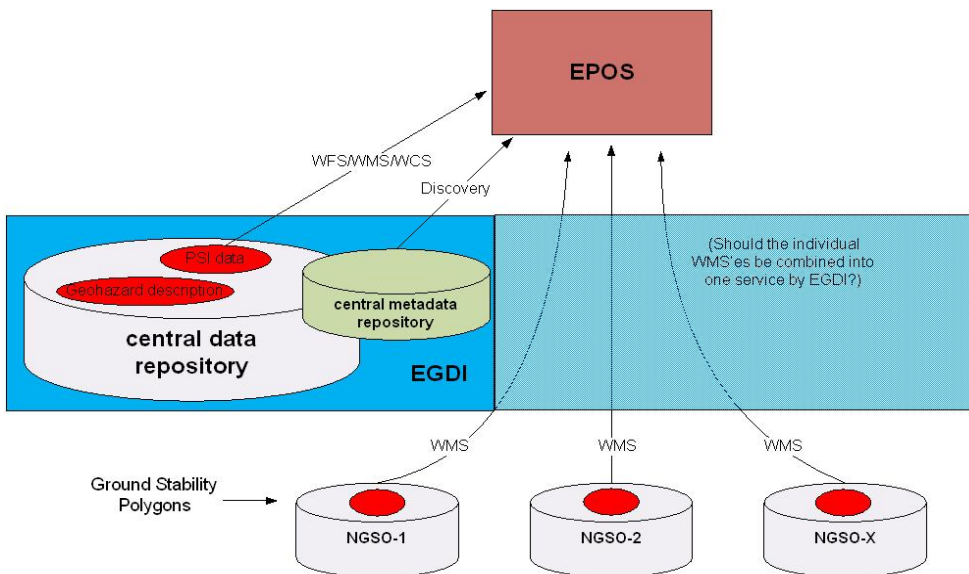 EPOS
WFS/WMS/WCS
Discovery
PSI data
Geohazard description
central data
repository
central metadata
repository
EGDI
(Should the individual
WMS'es be combined into
one service by EGDI?)
WMS
WMS
WMS
Ground Stability
Polygons
NGSO-1
NGSO-2
NGSO-X